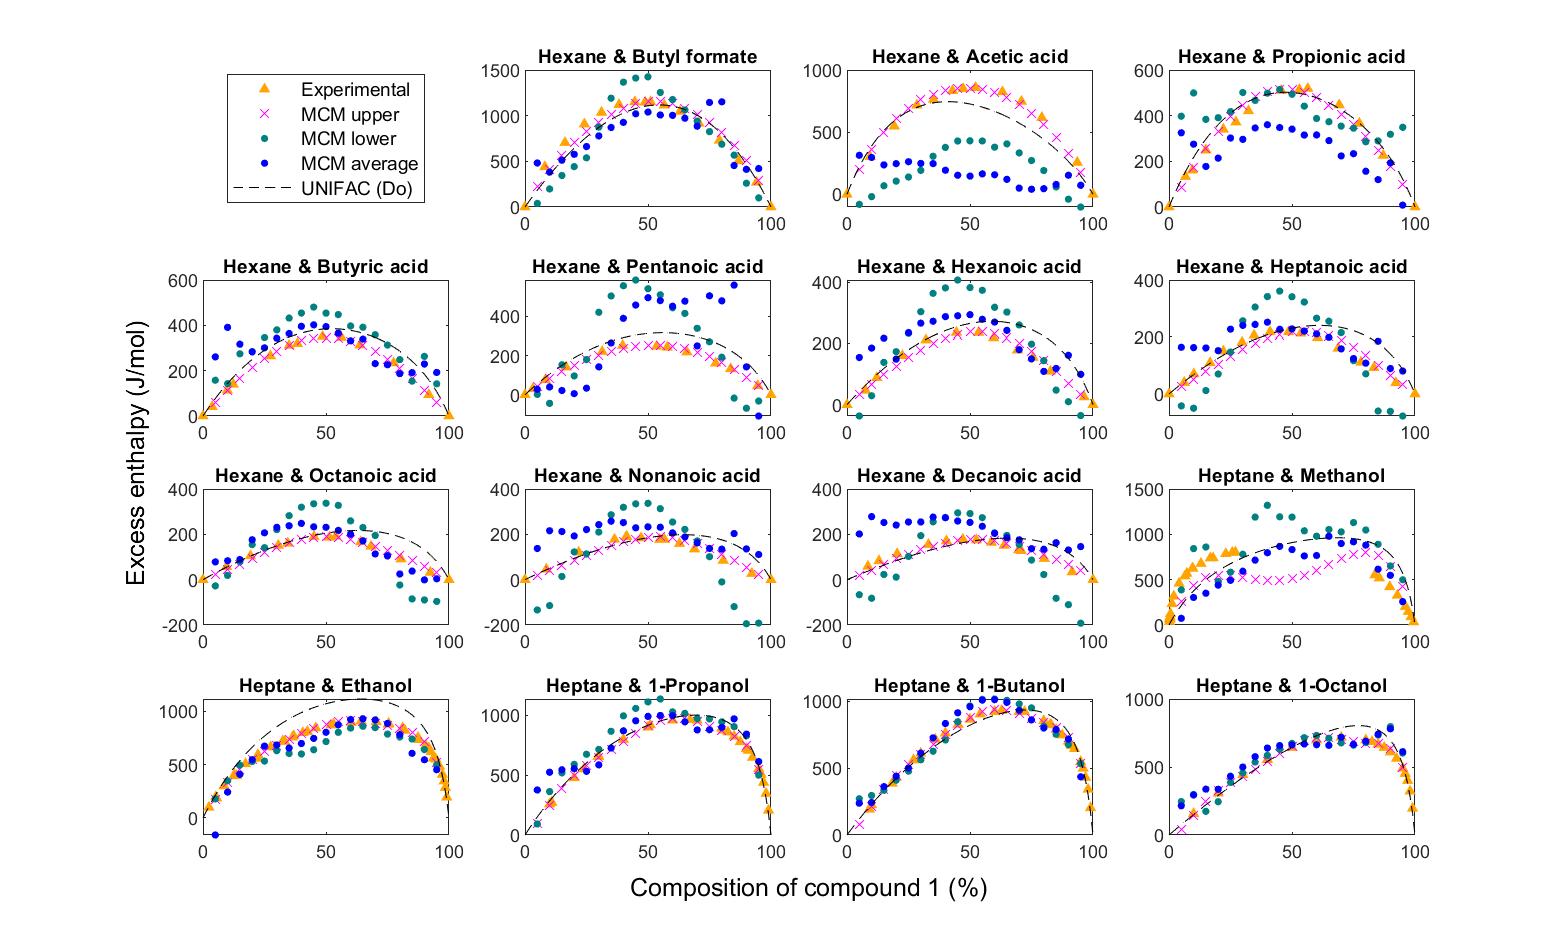 Experimental
MCM upper
MCM lower
MCM average
UNIFAC (Do)
Hexane & Butyl formate
1500
1000
500
0
0 50 100
Hexane & Acetic acid
1000
500
0
0 50 100
Hexane & Propionic acid
600
400
200
0
0 50 100
Excess enthalpy (J/mol)
Hexane & Butyric acid
600
400
200
0
0 50 100
Hexane & Pentanoic acid
400
200
0
0 50 100
Hexane & Hexanoic acid
400
200
0
0 50 100
Hexane & Heptanoic acid
400
200
0
0 50 100
Hexane & Octanoic acid
400
200
0
-200
0 50 100
Hexane & Nonanoic acid
400
200
0
-200
0 50 100
Hexane & Decanoic acid
400
200
0
-200
0 50 100
Heptane & Methanol
1500
1000
500
0
0 50 100
Heptane & Ethanol
1000
500
0
0 50 100
Heptane & 1-Propanol
1000
500
0
0 50 100
Heptane & 1-Butanol
1000
500
0
0 50 100
Heptane & 1-Octanol
1000
500
0
0 50 100
Composition of compound 1 (%)